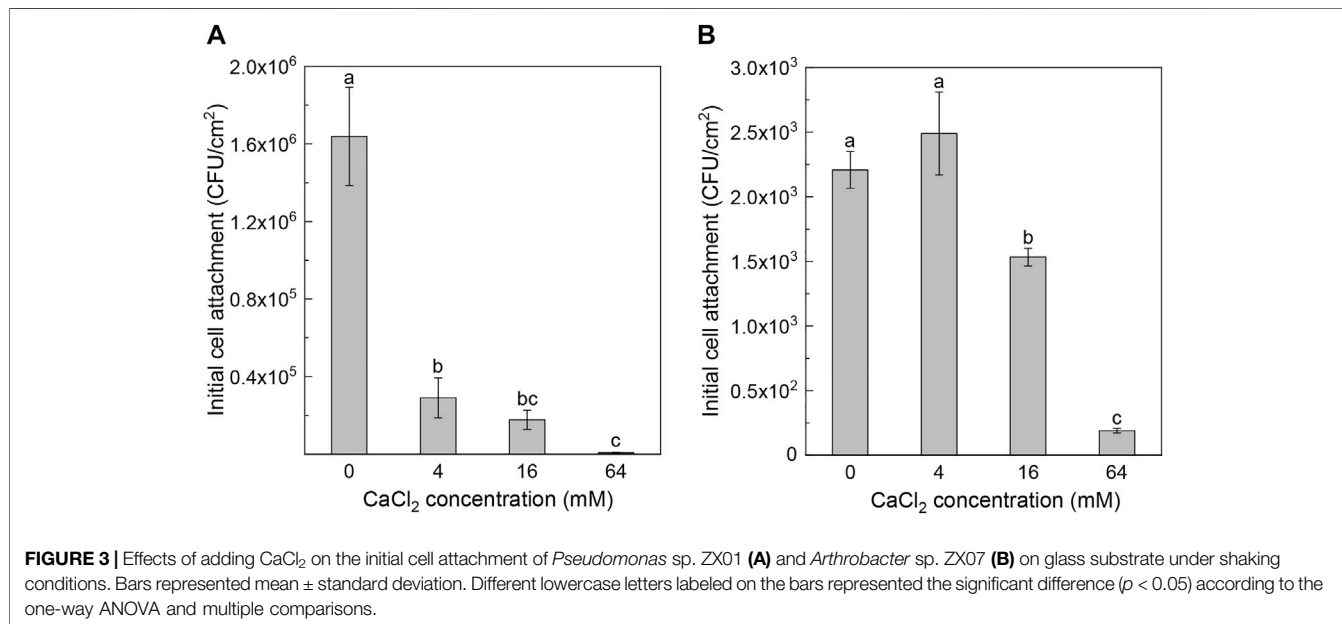 A
Initial cell attachment (CFU/cm²)
2.0x10⁶
1.6x10⁶
1.2x10⁶
0.8x10⁵
0.4x10⁵
a
b
bc
c
0 4 16 64
CaCl₂ concentration (mM)
B
Initial cell attachment (CFU/cm²)
3.0x10³
2.5x10³
2.0x10³
1.5x10³
1.0x10³
0.5x10²
0
a
a
b
c
0 4 16 64
CaCl₂ concentration (mM)
FIGURE 3 | Effects of adding CaCl₂ on the initial cell attachment of Pseudomonas sp. ZX01 (A) and Arthrobacter sp. ZX07 (B) on glass substrate under shaking
conditions. Bars represented mean ± standard deviation. Different lowercase letters labeled on the bars represented the significant difference (p < 0.05) according to the
one-way ANOVA and multiple comparisons.